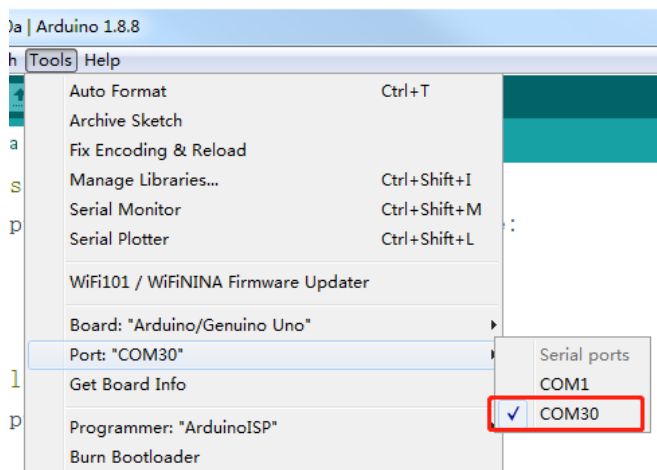 a | Arduino 1.8.8
h Tools Help
Auto Format Ctrl+T
Archive Sketch
a
Fix Encoding & Reload
s
Manage Libraries... Ctrl+Shift+I
Serial Monitor Ctrl+Shift+M
p :
Serial Plotter Ctrl+Shift+L
WiFi101 / WiFiNINA Firmware Updater
Board: "Arduino/Genuino Uno"
Port: "COM30" Serial ports
l Get Board Info COM1
✓ COM30
p Programmer: "ArduinoISP"
Burn Bootloader